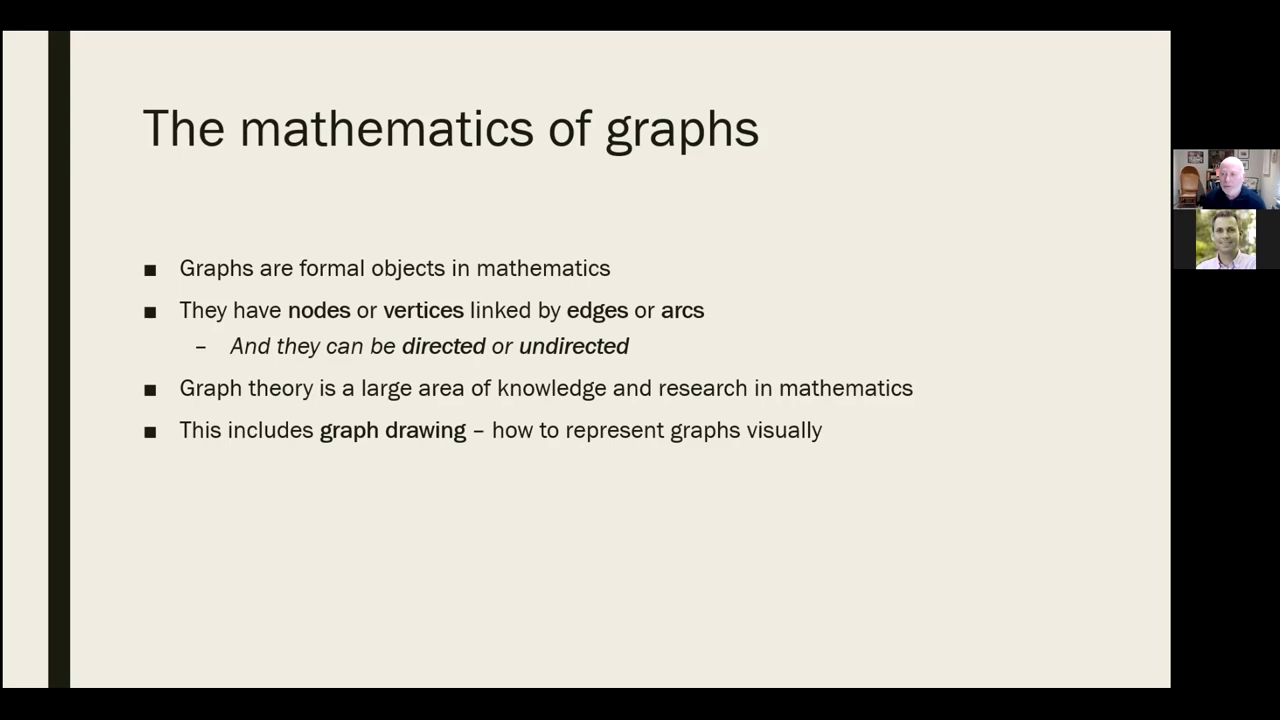 The mathematics of graphs
■ Graphs are formal objects in mathematics
■ They have nodes or vertices linked by edges or arcs
– And they can be directed or undirected
■ Graph theory is a large area of knowledge and research in mathematics
■ This includes graph drawing – how to represent graphs visually